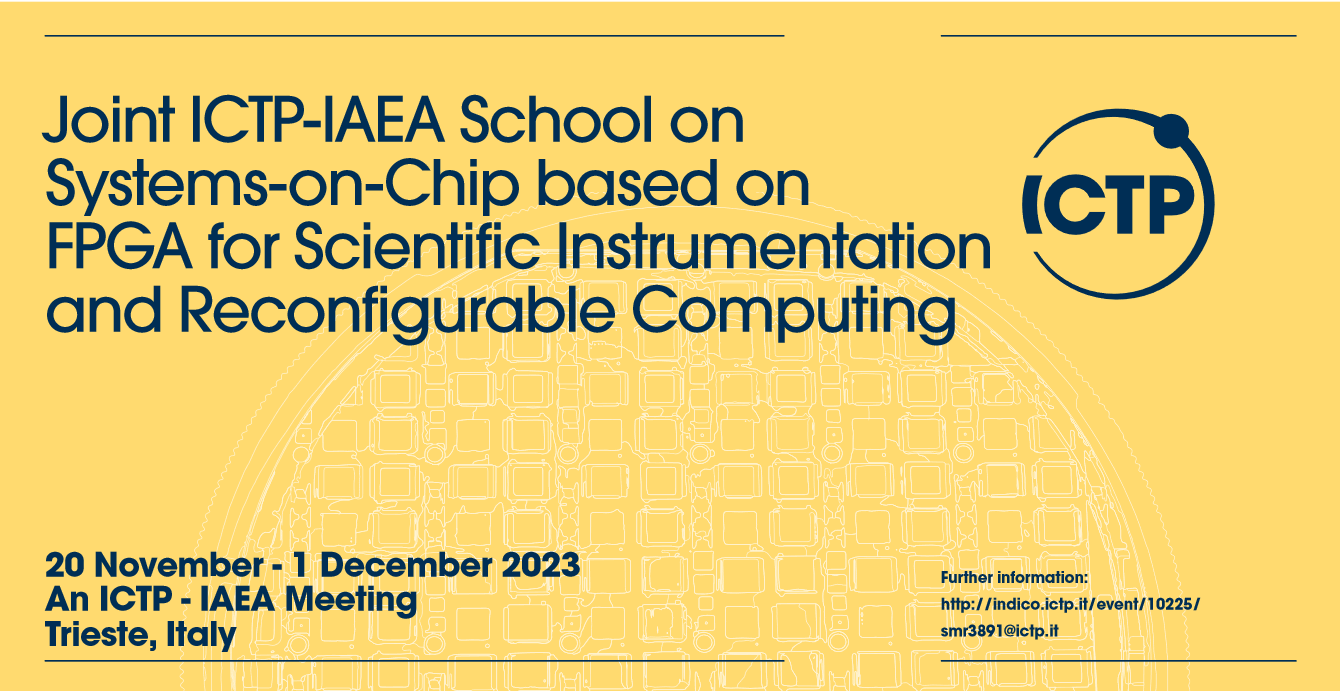 Joint ICTP-IAEA School on
Systems-on-Chip based on
FPGA for Scientific Instrumentation
and Reconfigurable Computing
ICTP
20 November - 1 December 2023
An ICTP - IAEA Meeting
Trieste, Italy
Further information:
http://indico.ictp.it/event/10225/
smr3891@ictp.it